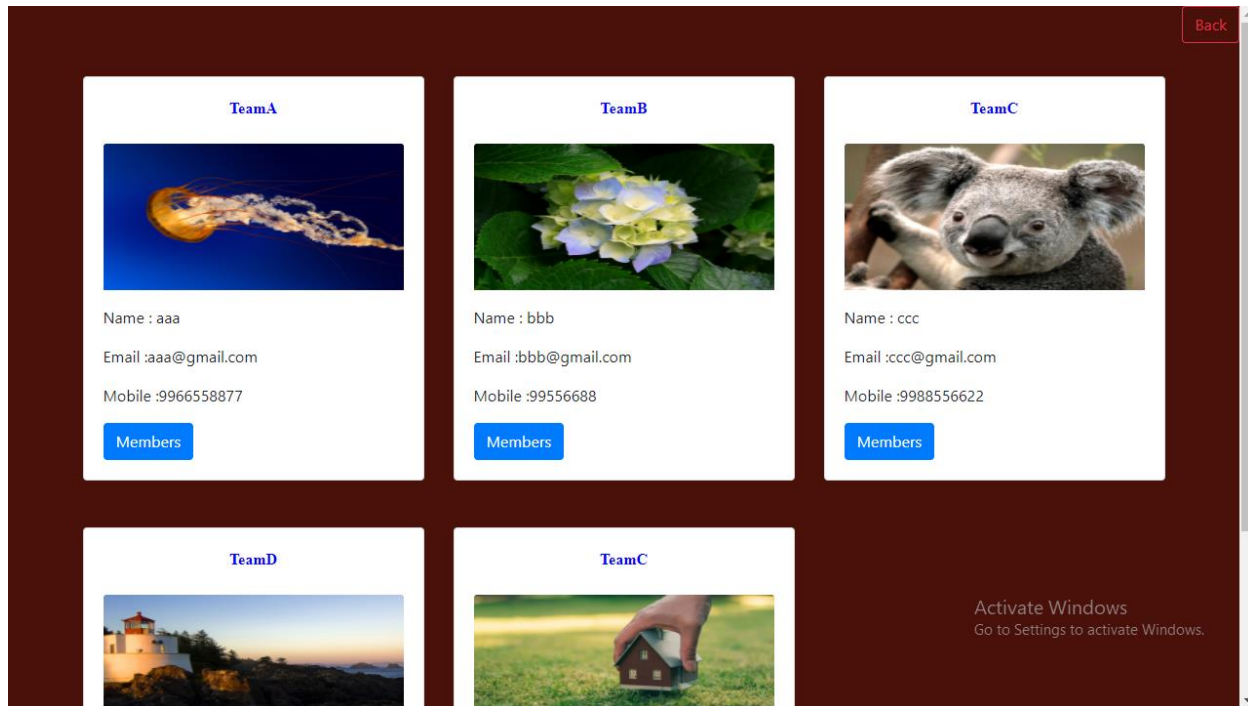 Back
TeamA
TeamB
TeamC
Name : aaa
Name : bbb
Name : ccc
Email :aaa@gmail.com
Email :bbb@gmail.com
Email :ccc@gmail.com
Mobile :9966558877
Mobile :99556688
Mobile :9988556622
Members
Members
Members
TeamD
TeamC
Activate Windows
Go to Settings to activate Windows.